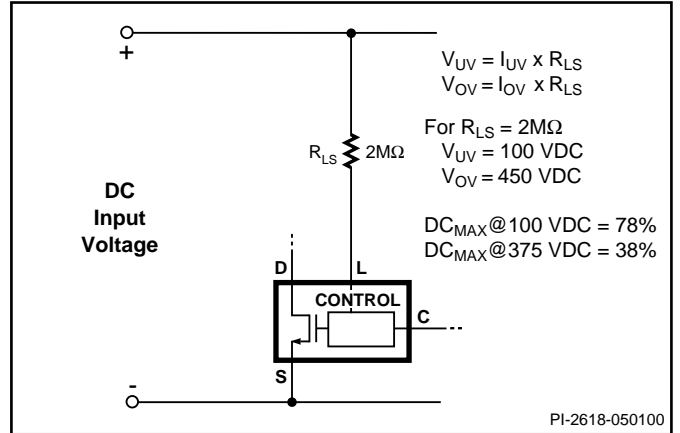 +
V_UV = I_UV x R_LS
V_OV = I_OV x R_LS
For R_LS = 2MΩ
V_UV = 100 VDC
V_OV = 450 VDC
R_LS 2MΩ
DC
Input
Voltage
DC_MAX@100 VDC = 78%
DC_MAX@375 VDC = 38%
D L
CONTROL
C
S
-
PI-2618-050100